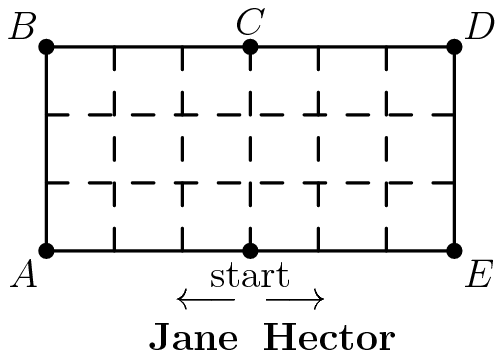 C
B D
A E
start
← →
Jane Hector